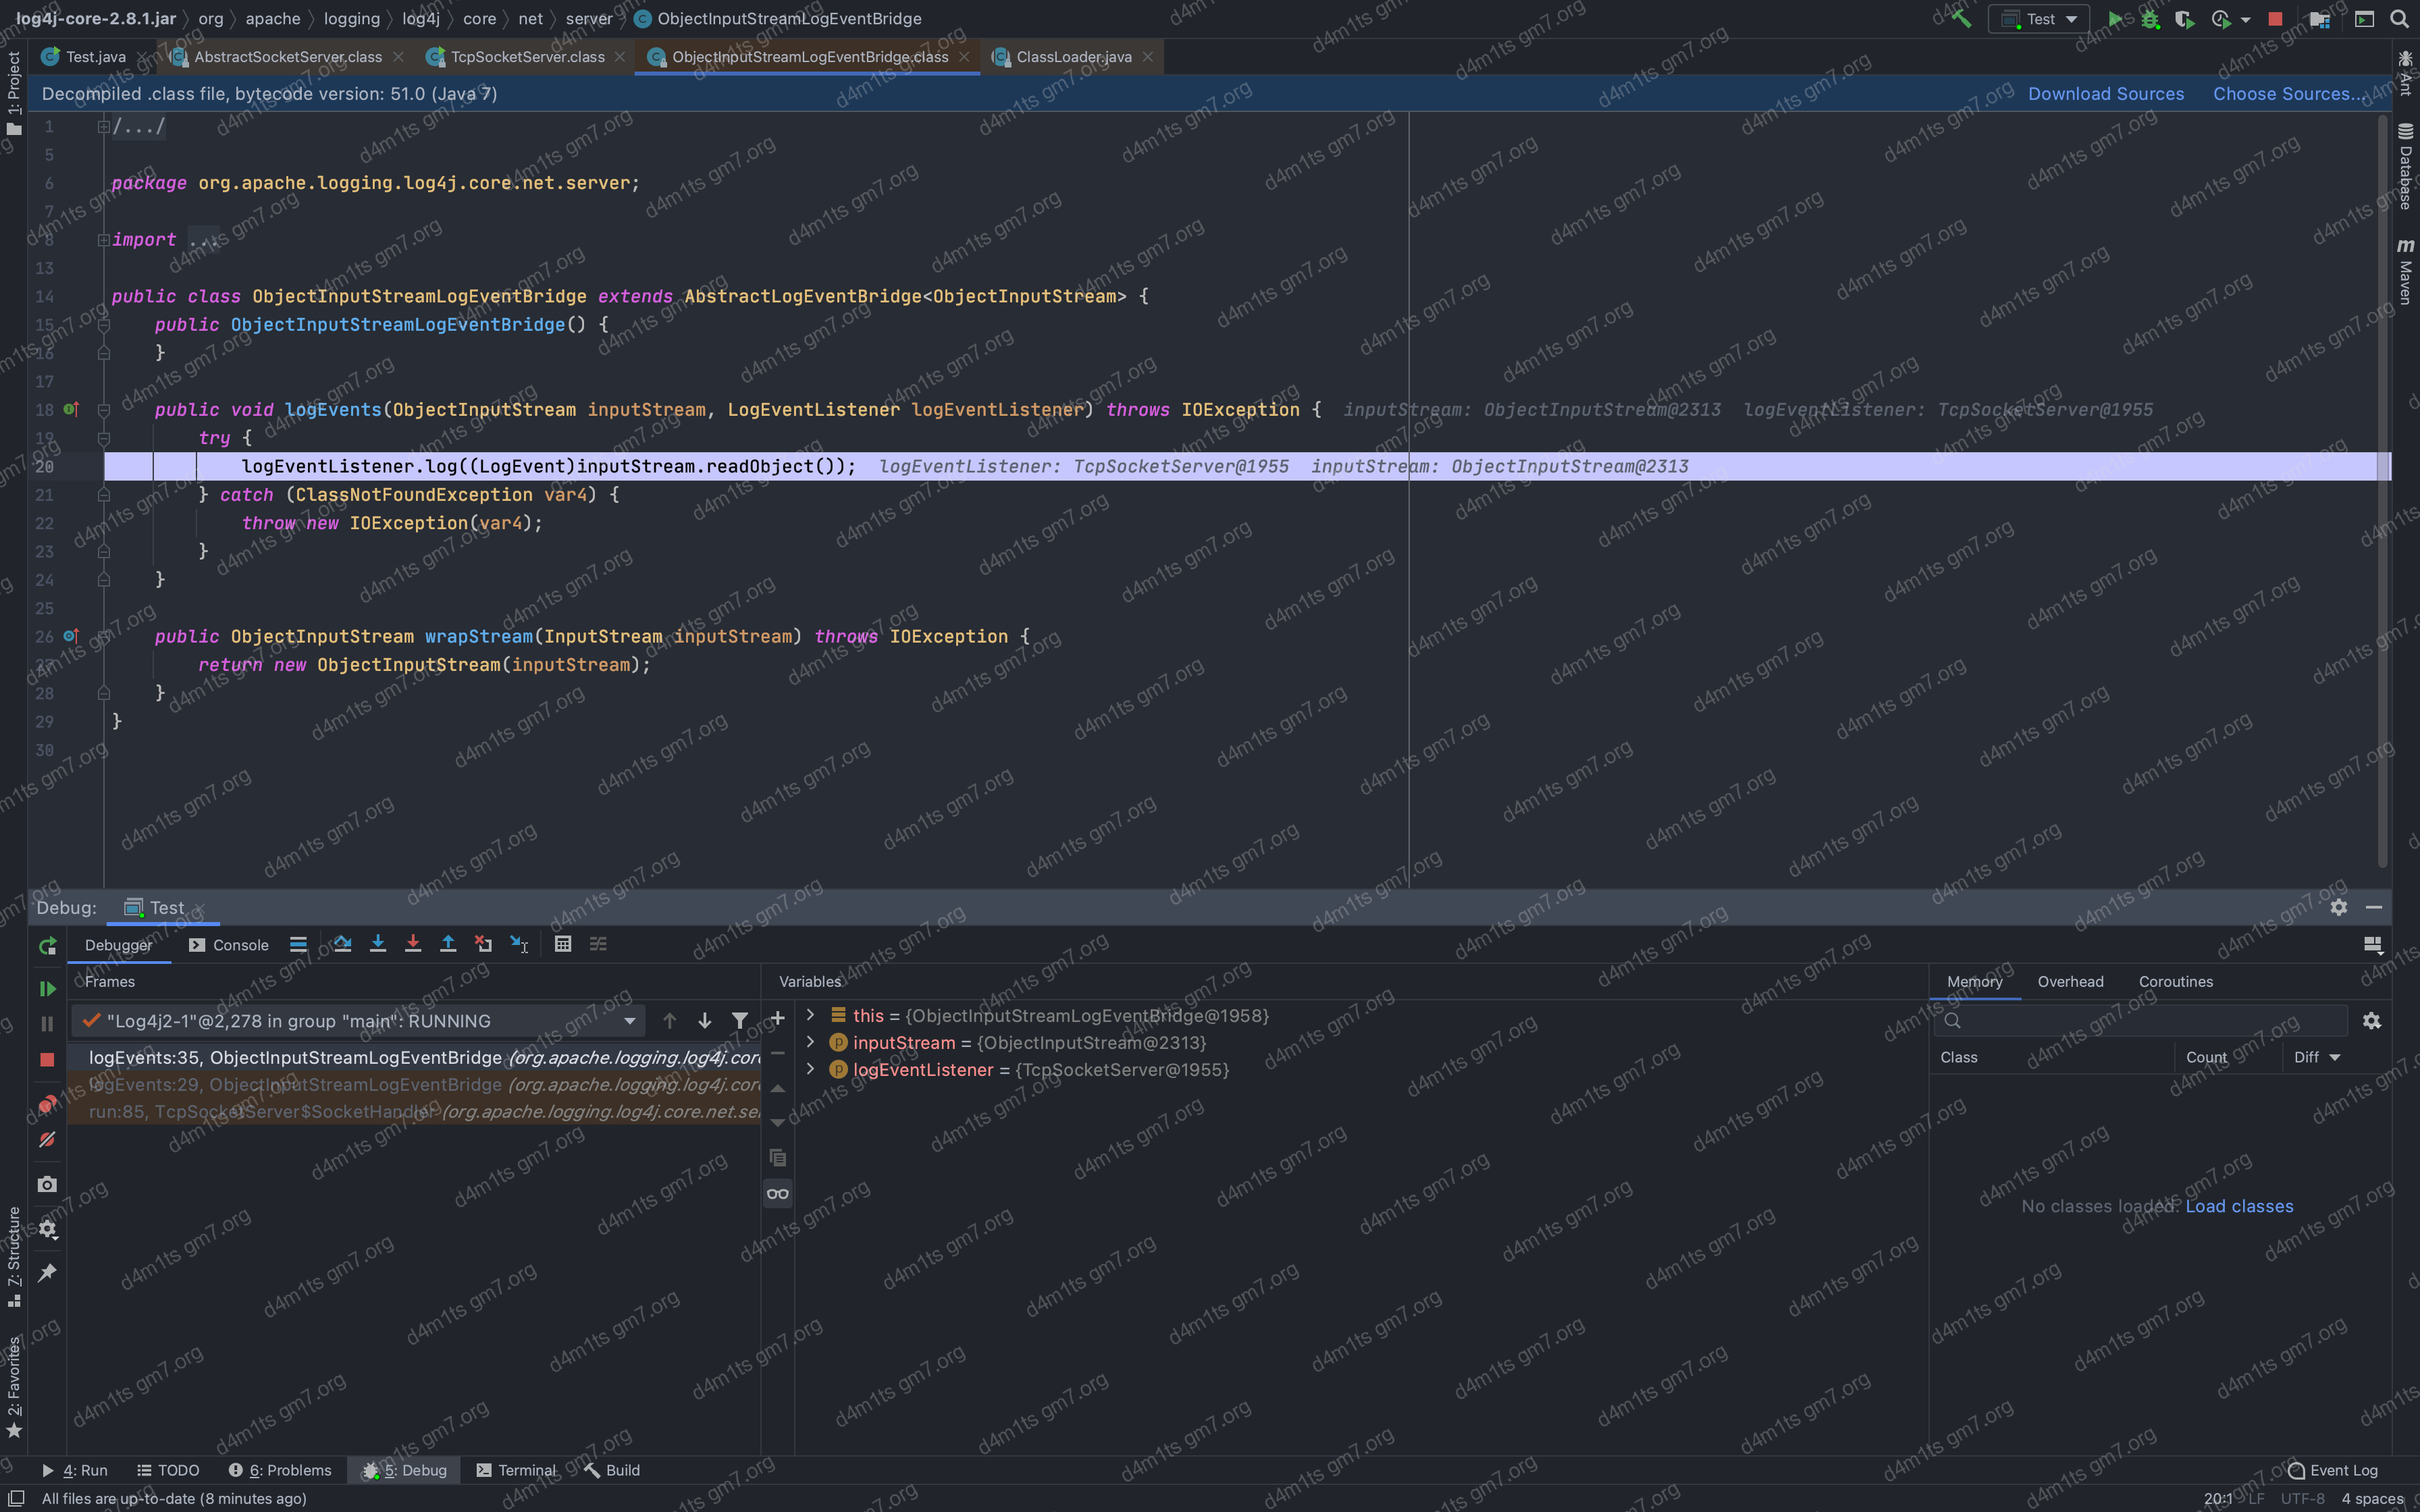 log4j-core-2.8.1.jar › org › apache › logging › log4j › core › net › server › ObjectInputStreamLogEventBridge
Test
Test.java
AbstractSocketServer.class
TcpSocketServer.class
ObjectInputStreamLogEventBridge.class
ClassLoader.java
Decompiled .class file, bytecode version: 51.0 (Java 7)
Download Sources
Choose Sources...
1 /.../
5
6 package org.apache.logging.log4j.core.net.server;
7
8 import ...
13
14 public class ObjectInputStreamLogEventBridge extends AbstractLogEventBridge<ObjectInputStream> {
15 public ObjectInputStreamLogEventBridge() {
16 }
17
18 public void logEvents(ObjectInputStream inputStream, LogEventListener logEventListener) throws IOException { inputStream: ObjectInputStream@2313 logEventListener: TcpSocketServer@1955
19 try {
20 logEventListener.log((LogEvent)inputStream.readObject()); logEventListener: TcpSocketServer@1955 inputStream: ObjectInputStream@2313
21 } catch (ClassNotFoundException var4) {
22 throw new IOException(var4);
23 }
24 }
25
26 public ObjectInputStream wrapStream(InputStream inputStream) throws IOException {
27 return new ObjectInputStream(inputStream);
28 }
29 }
30
1: Project
7: Structure
2: Favorites
Ant
Database
m Maven
Debug:
Test
Debugger
Console
Frames
Variables
Memory
Overhead
Coroutines
"Log4j2-1"@2,278 in group "main": RUNNING
logEvents:35, ObjectInputStreamLogEventBridge (org.apache.logging.log4j.core
logEvents:29, ObjectInputStreamLogEventBridge (org.apache.logging.log4j.core
run:85, TcpSocketServer$SocketHandler (org.apache.logging.log4j.core.net.se
this = {ObjectInputStreamLogEventBridge@1958}
inputStream = {ObjectInputStream@2313}
logEventListener = {TcpSocketServer@1955}
Class
Count
Diff
No classes loaded. Load classes
4: Run
TODO
6: Problems
5: Debug
Terminal
Build
Event Log
All files are up-to-date (8 minutes ago)
20:1
LF
UTF-8
4 spaces
d4m1ts gm7.org